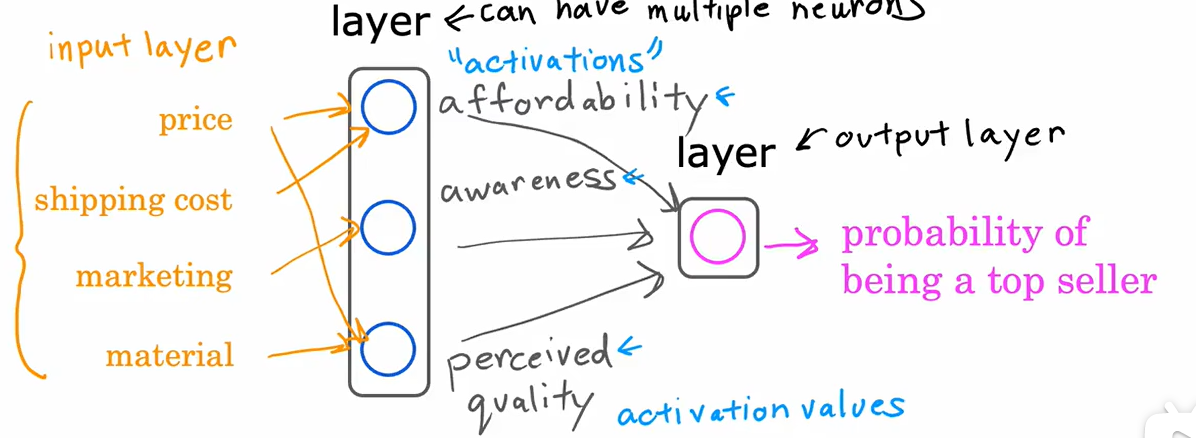 layer ← can have multiple neurons
input layer
"activations"
price
affordability
shipping cost
awareness
layer
output layer
marketing
probability of
being a top seller
material
perceived
quality
activation values